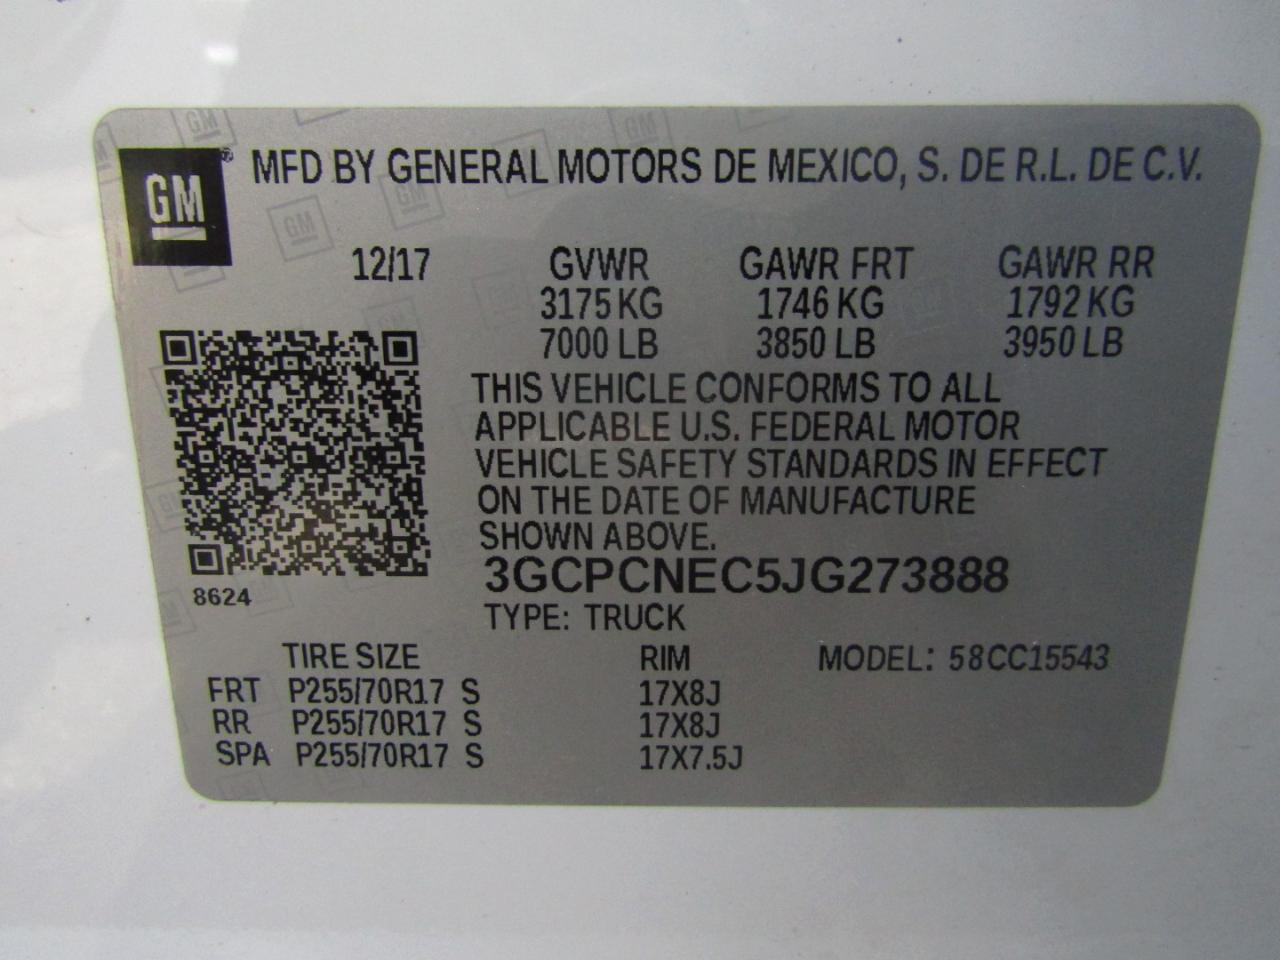 GM® MFD BY GENERAL MOTORS DE MEXICO, S. DE R.L. DE C.V.
12/17 GVWR GAWR FRT GAWR RR
3175 KG 1746 KG 1792 KG
7000 LB 3850 LB 3950 LB
THIS VEHICLE CONFORMS TO ALL
APPLICABLE U.S. FEDERAL MOTOR
VEHICLE SAFETY STANDARDS IN EFFECT
ON THE DATE OF MANUFACTURE
SHOWN ABOVE.
3GCPCNEC5JG273888
8624
TYPE: TRUCK
TIRE SIZE RIM MODEL: 58CC15543
FRT P255/70R17 S 17X8J
RR P255/70R17 S 17X8J
SPA P255/70R17 S 17X7.5J